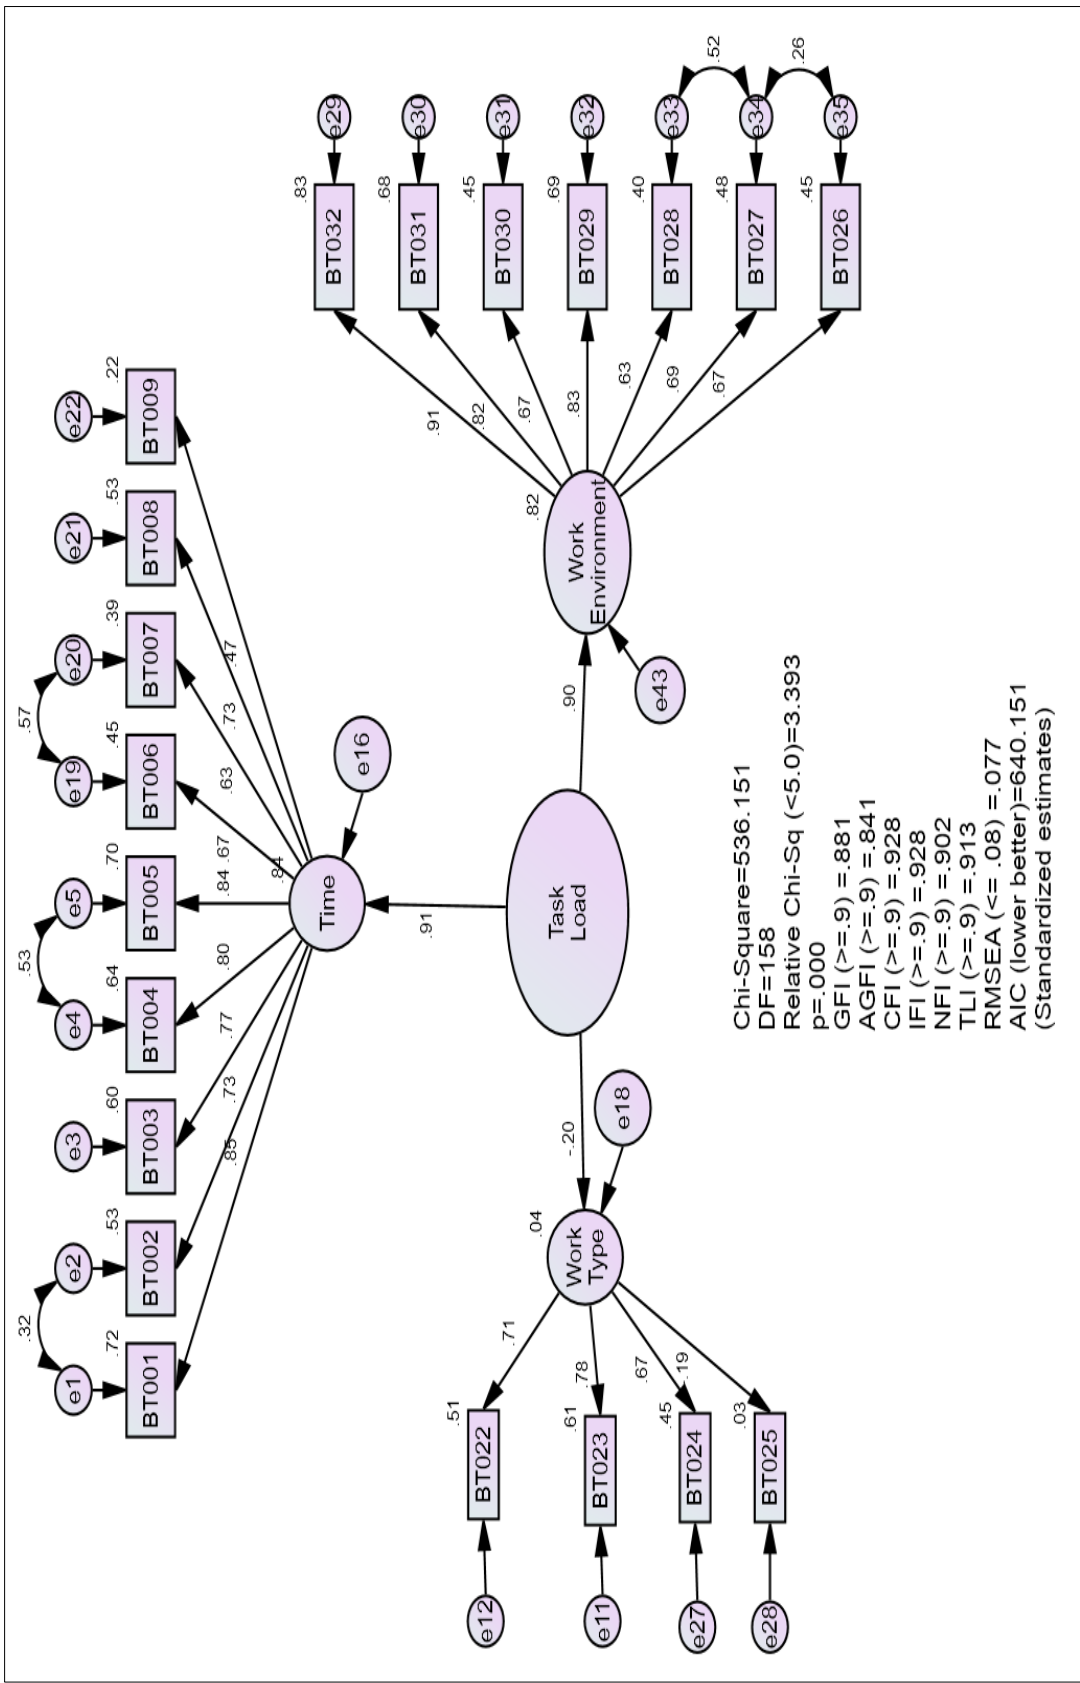 .32 .53 .57
e1 e2 e3 e4 e5 e19 e20 e21 e22
.72 .53 .60 .64 .70 .45 .39 .53 .22
BT001 BT002 BT003 BT004 BT005 BT006 BT007 BT008 BT009
.85 .73 .77 .80 .84 .67 .63 .73 .47
.84
Time
e16
.91
Task
Load
-.20
.90
.04
Work
Type
e18
.71
.78
.67
.19
.51
BT022
e12
.61
BT023
e11
.45
BT024
e27
.03
BT025
e28
.82
Work
Environment
e43
.91
.82
.67
.83
.63
.69
.67
.83
BT032
e29
.68
BT031
e30
.45
BT030
e31
.69
BT029
e32
.40
BT028
e33
.52
.48
BT027
e34
.26
.45
BT026
e35
Chi-Square=536.151
DF=158
Relative Chi-Sq (<5.0)=3.393
p=.000
GFI (>=.9) =.881
AGFI (>=.9) =.841
CFI (>=.9) =.928
IFI (>=.9) =.928
NFI (>=.9) =.902
TLI (>=.9) =.913
RMSEA (<= .08) =.077
AIC (lower better)=640.151
(Standardized estimates)